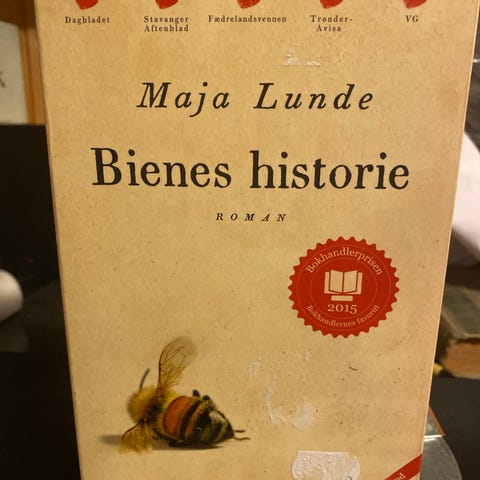 Dagbladet
Stavanger
Aftenblad
Fædrelandsvennen
Trønder-
Avisa
VG
Maja Lunde
Bienes historie
ROMAN
Bokhandlerprisen
2015
Bokhandlernes favoritt